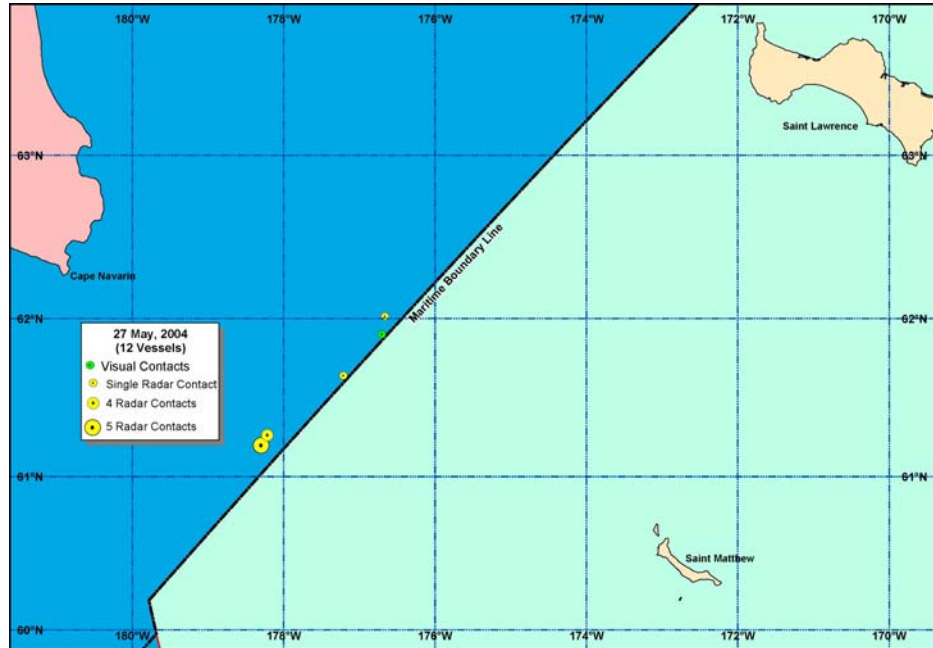 180°W 178°W 176°W 172°W 170°W
Saint Lawrence
63°N 63°N
Maritime Boundary Line
Cape Navarin
62°N 62°N
27 May, 2004
(12 Vessels)
Visual Contacts
Single Radar Contact
4 Radar Contacts
5 Radar Contacts
61°N 61°N
Saint Matthew
60°N 60°N
180°W 178°W 176°W 174°W 172°W 170°W